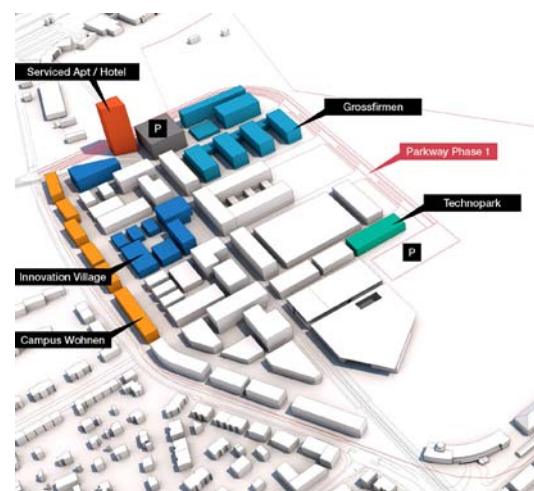 Serviced Apt / Hotel
P
Grossfirmen
Parkway Phase 1
Technopark
P
Innovation Village
Campus Wohnen